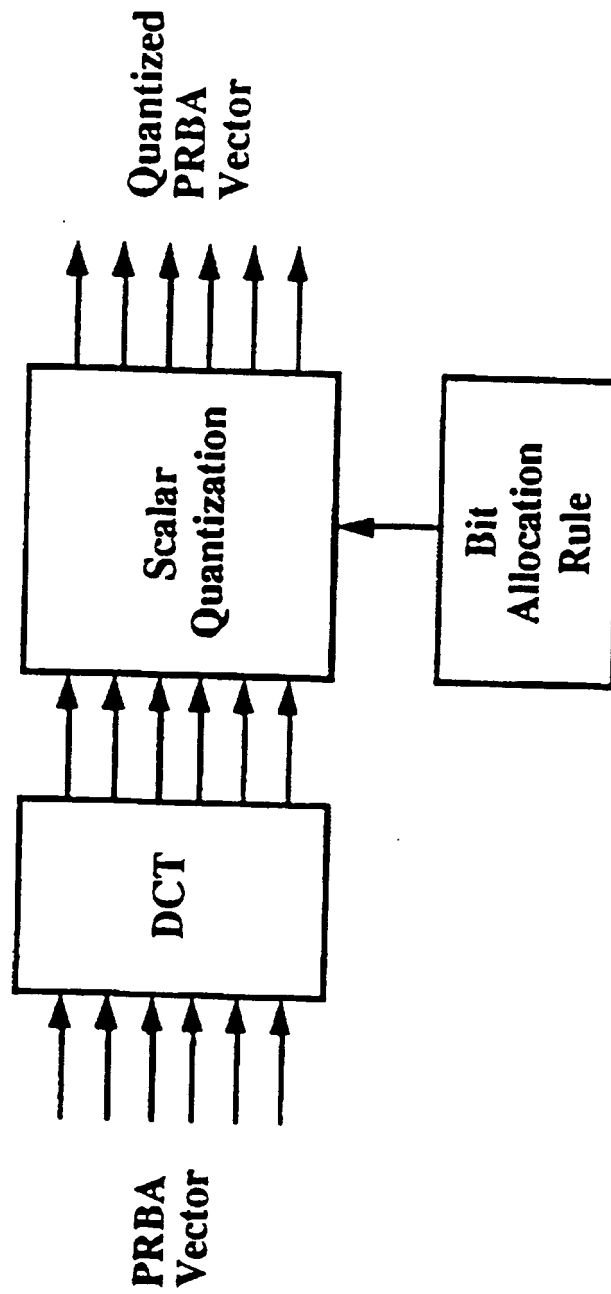 PRBA
Vector
DCT
Scalar
Quantization
Bit
Allocation
Rule
Quantized
PRBA
Vector